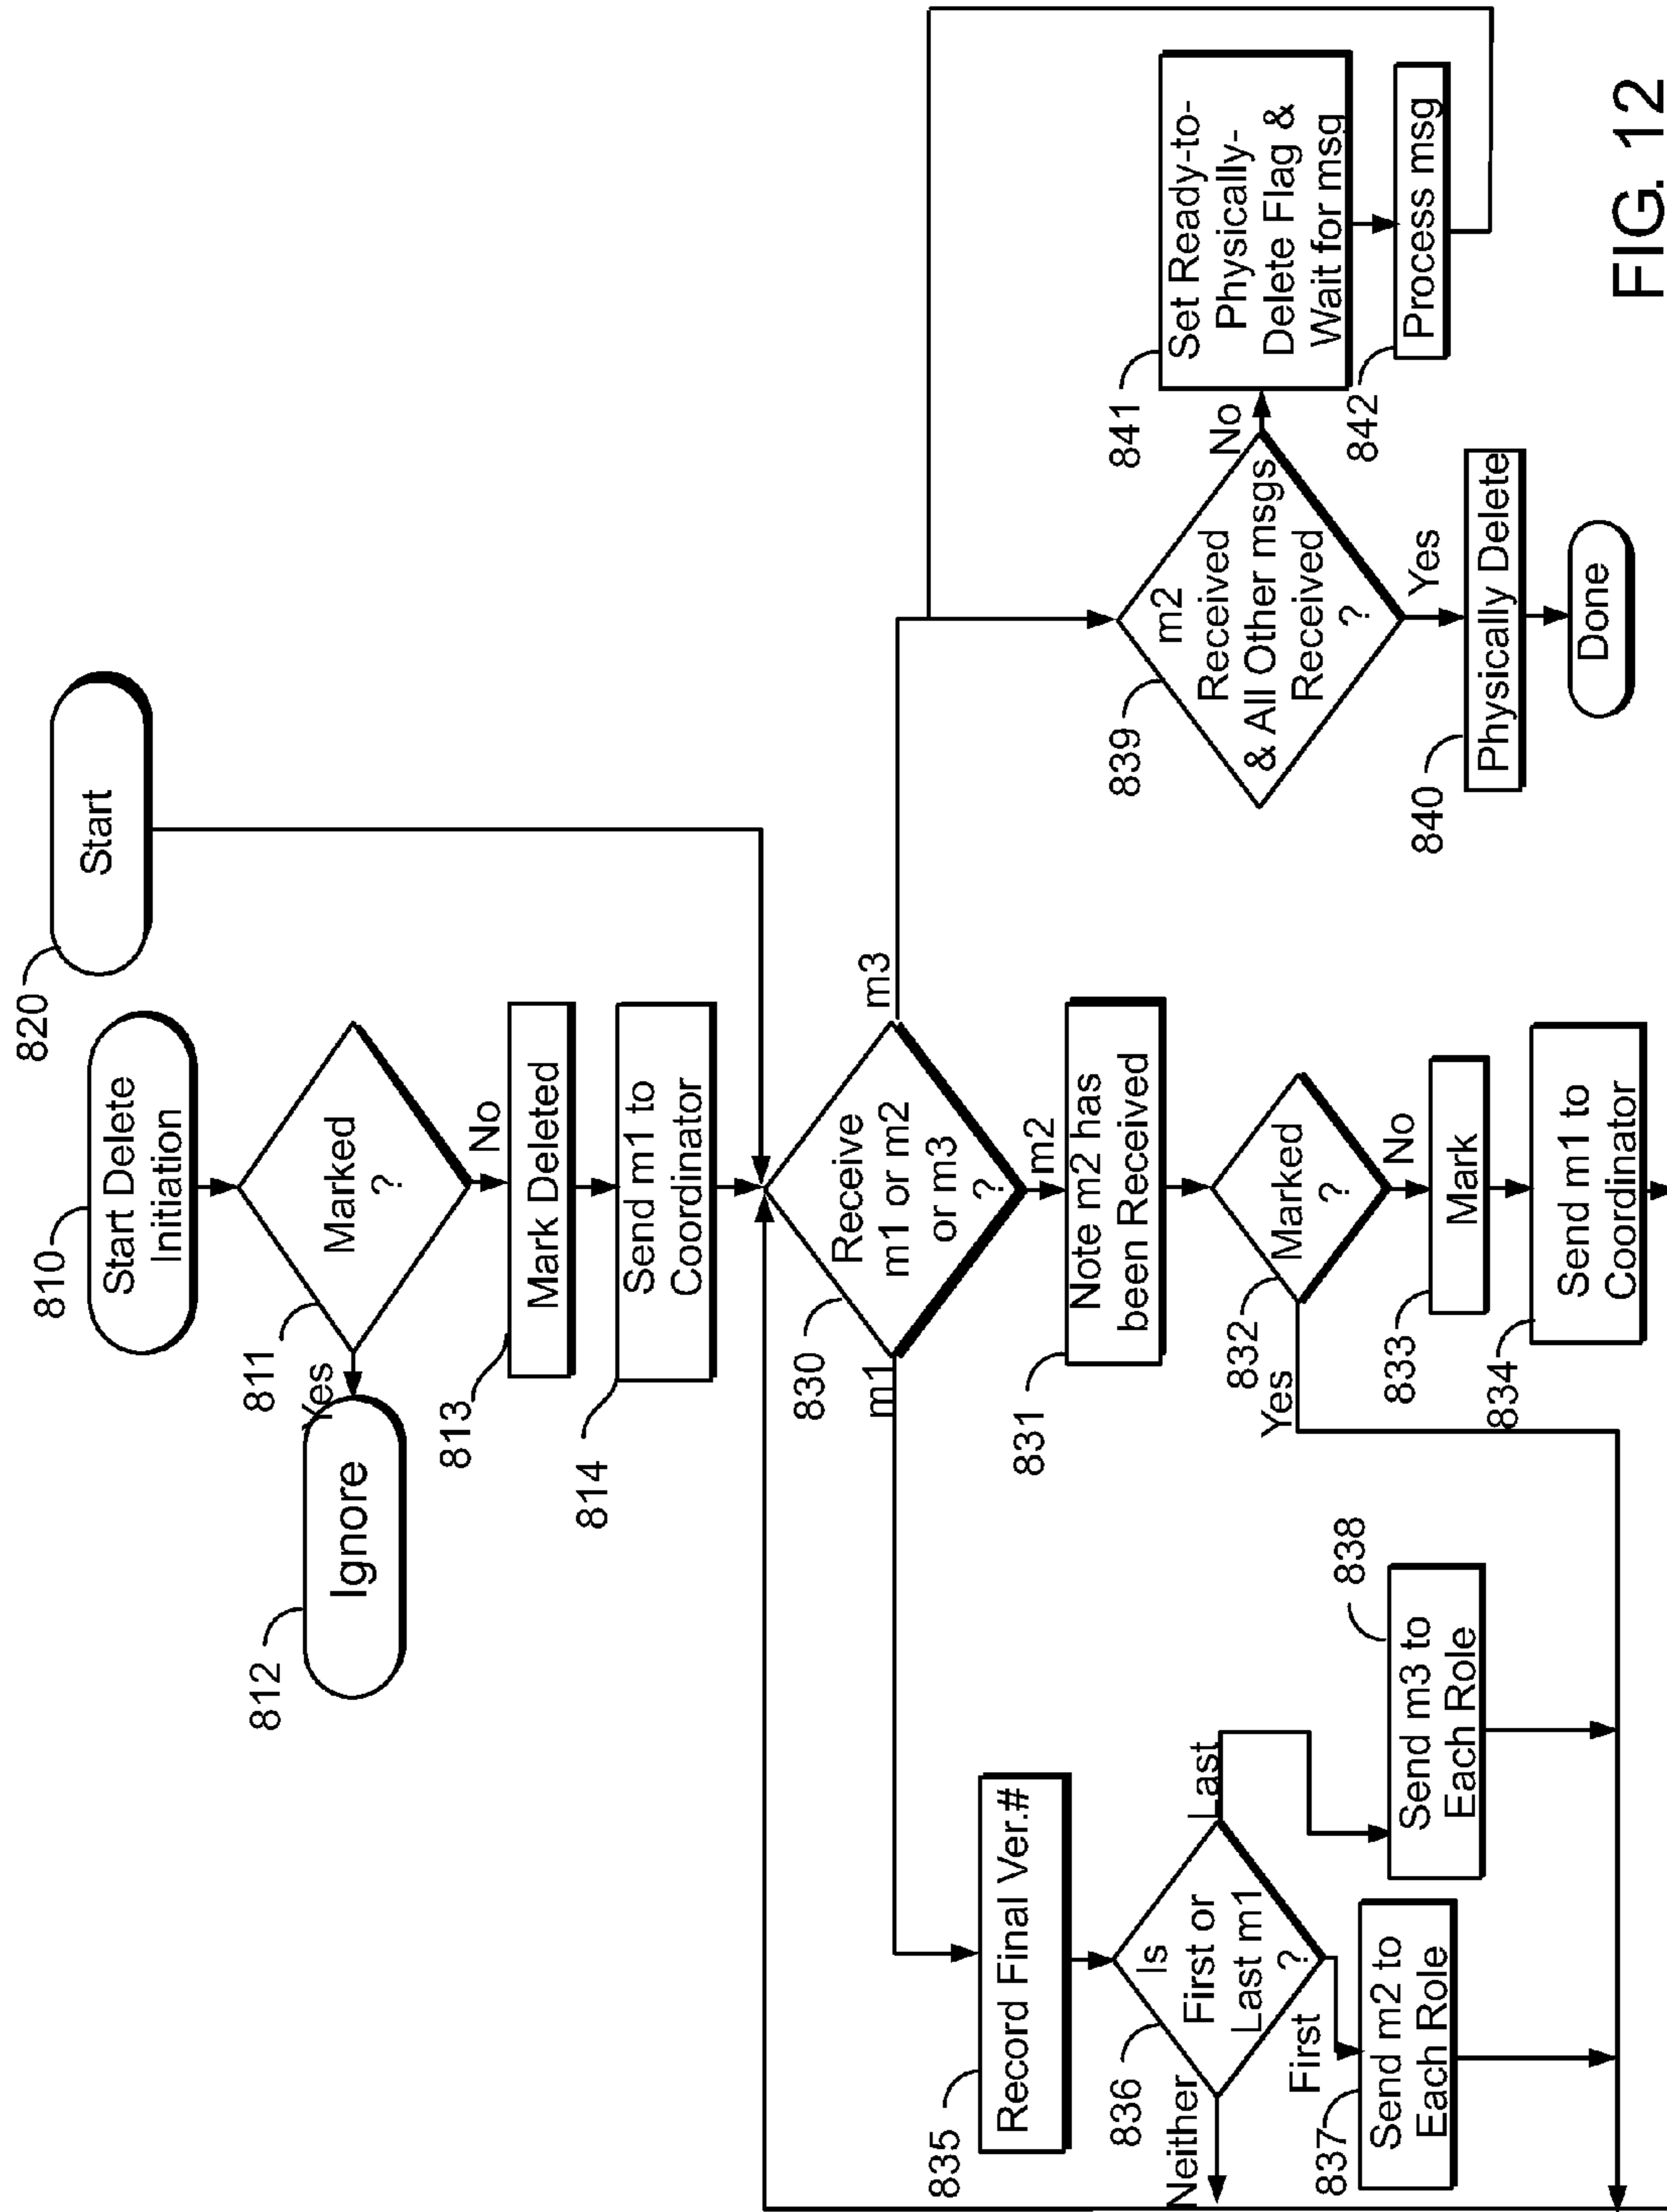 820
Start
810
Start Delete
Initiation
811
Marked
?
Yes
No
812
Ignore
813
Mark Deleted
814
Send m1 to
Coordinator
830
Receive
m1 or m2
or m3
?
m1
m2
m3
831
Note m2 has
been Received
832
Marked
?
Yes
No
833
Mark
834
Send m1 to
Coordinator
835
Record Final Ver.#
836
Is
First or
Last m1
?
Neither
First
Last
837
Send m2 to
Each Role
838
Send m3 to
Each Role
839
m2
Received
& All Other msgs
Received
?
No
Yes
841
Set Ready-to-
Physically-
Delete Flag &
Wait for msg
842
Process msg
840
Physically Delete
Done
FIG. 12